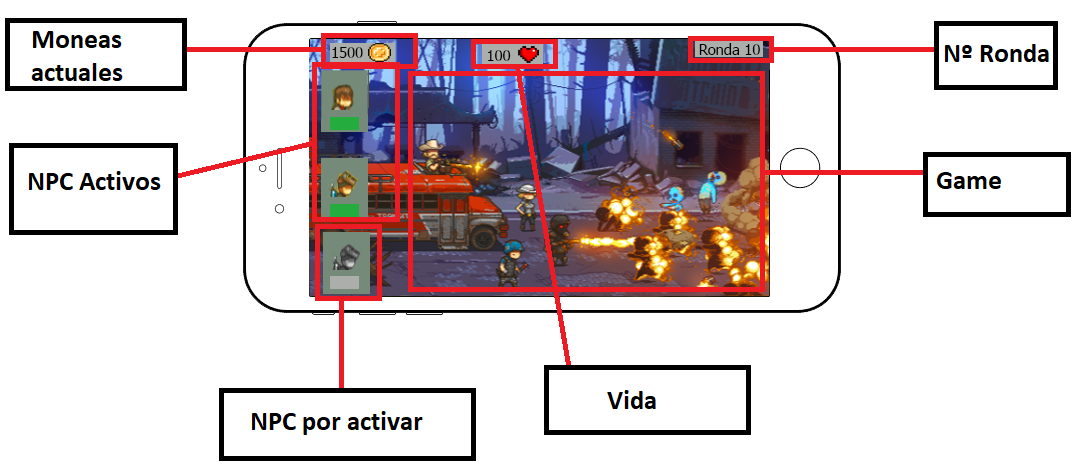 Moneas
actuales
1500
100
Ronda 10
Nº Ronda
NPC Activos
Game
NPC por activar
Vida